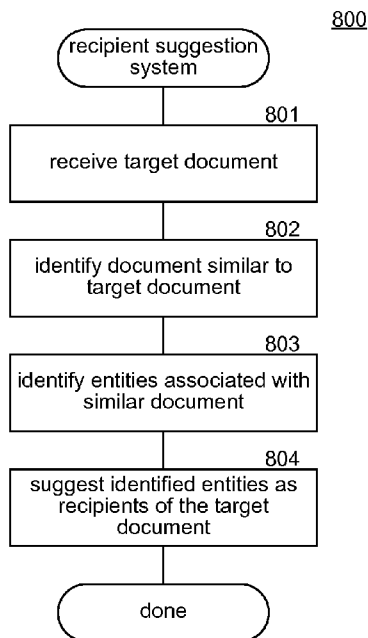 800
recipient suggestion
system
801
receive target document
802
identify document similar to
target document
803
identify entities associated with
similar document
804
suggest identified entities as
recipients of the target
document
done